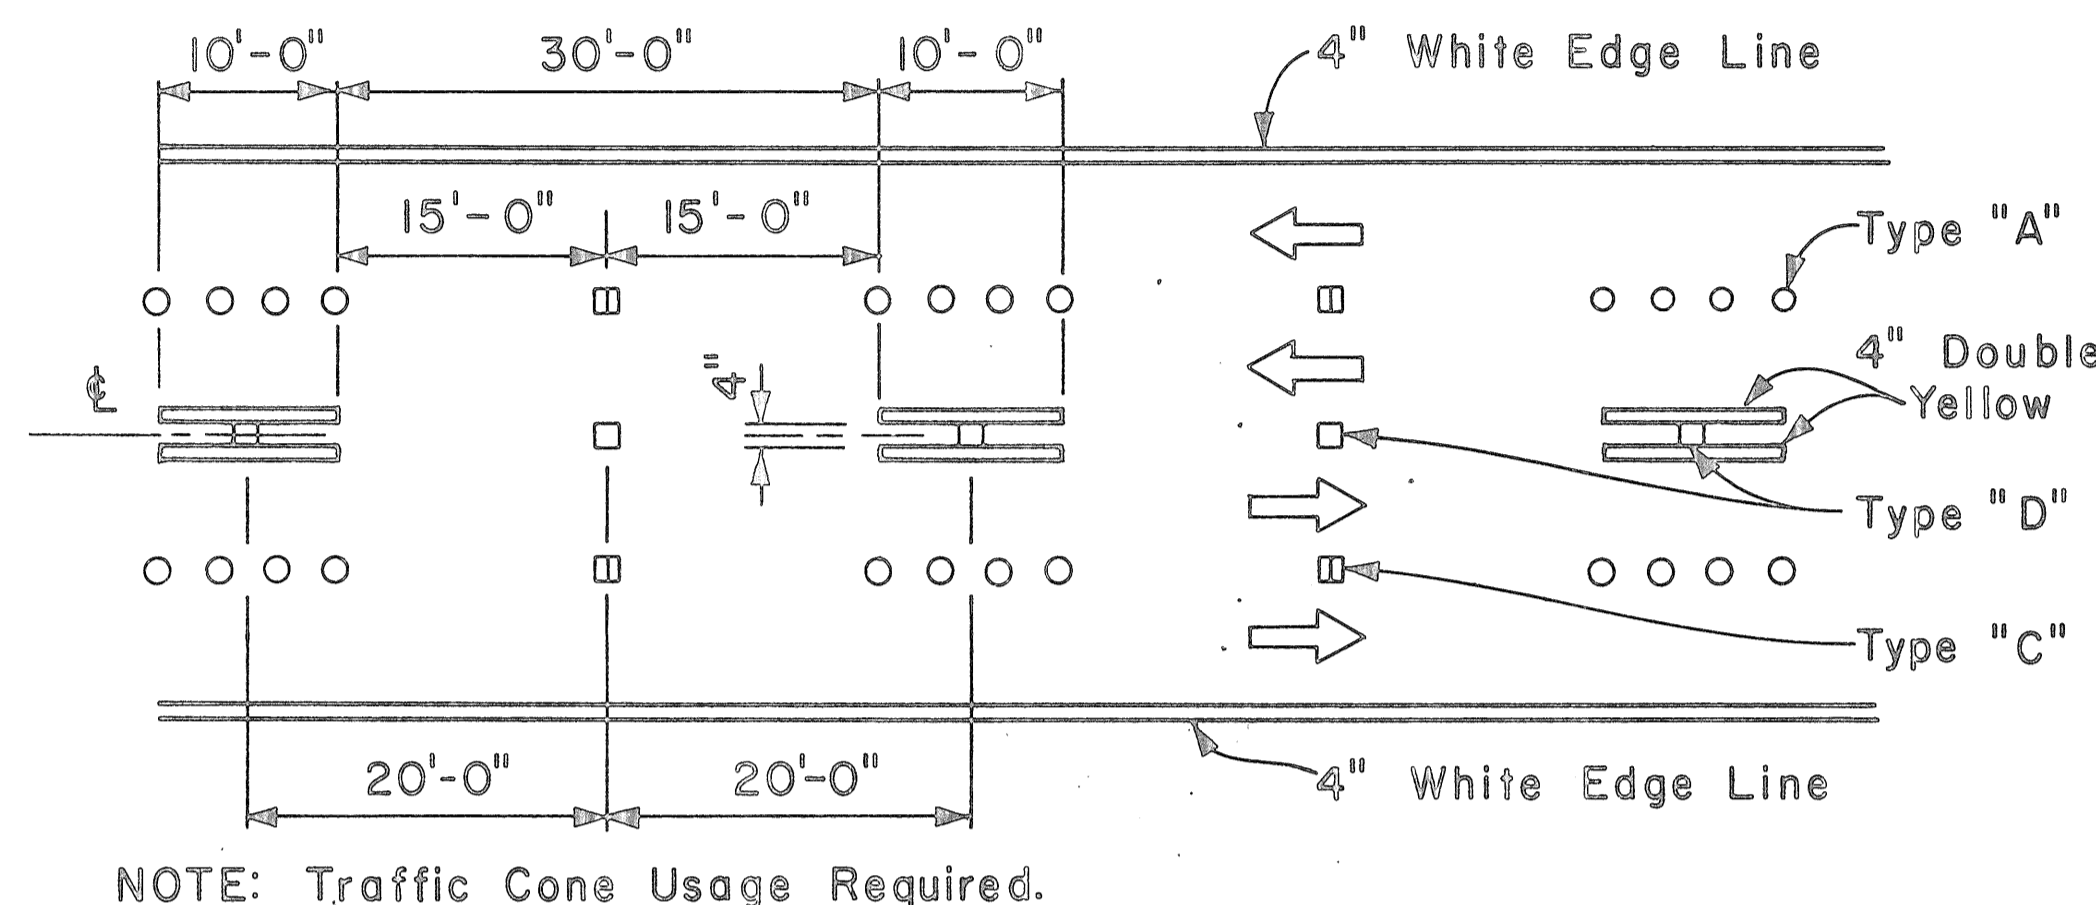 10'-0" 30'-0" 10'-0" 4" White Edge Line
15'-0" 15'-0"
Type "A"
4" Double
Yellow
℄ 4"
Type "D"
Type "C"
20'-0" 20'-0" 4" White Edge Line
NOTE: Traffic Cone Usage Required.